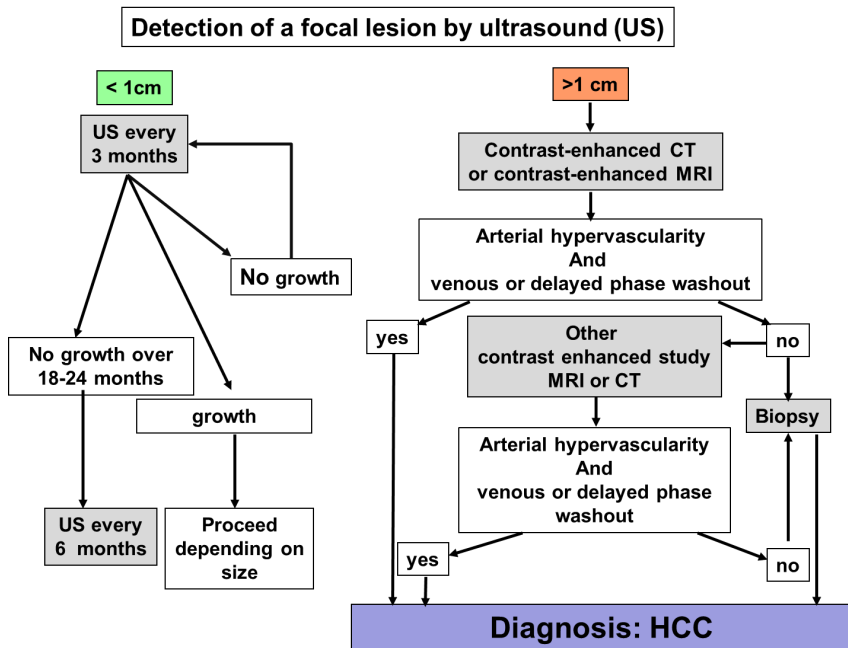 Detection of a focal lesion by ultrasound (US)
< 1cm
>1 cm
US every
3 months
Contrast-enhanced CT
or contrast-enhanced MRI
Arterial hypervascularity
And
venous or delayed phase washout
No growth
yes
no
Other
contrast enhanced study
MRI or CT
No growth over
18-24 months
growth
Biopsy
Arterial hypervascularity
And
venous or delayed phase
washout
US every
6 months
Proceed
depending on
size
yes
no
Diagnosis: HCC